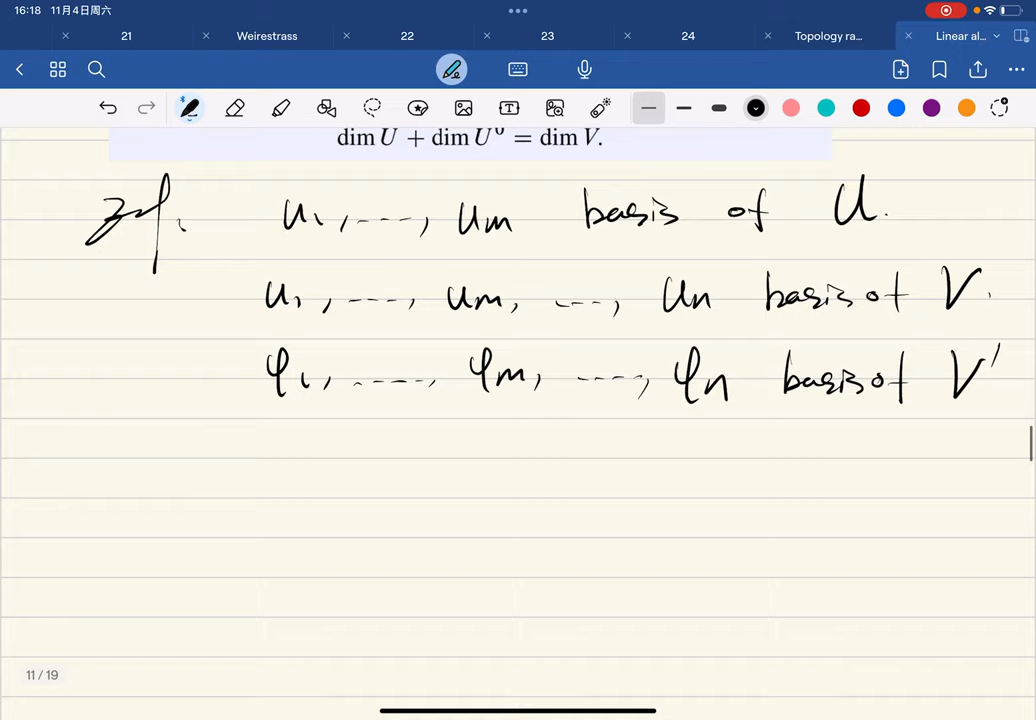 16:18 11月4日周六
21 Weirestrass 22 23 24 Topology ra... Linear al...
dim U + dim U⁰ = dim V.
u₁, ----, um basis of U.
u₁, ----, um, ----, un basis of V.
φ₁, ----, φm, ----, φn basis of V'
11 / 19